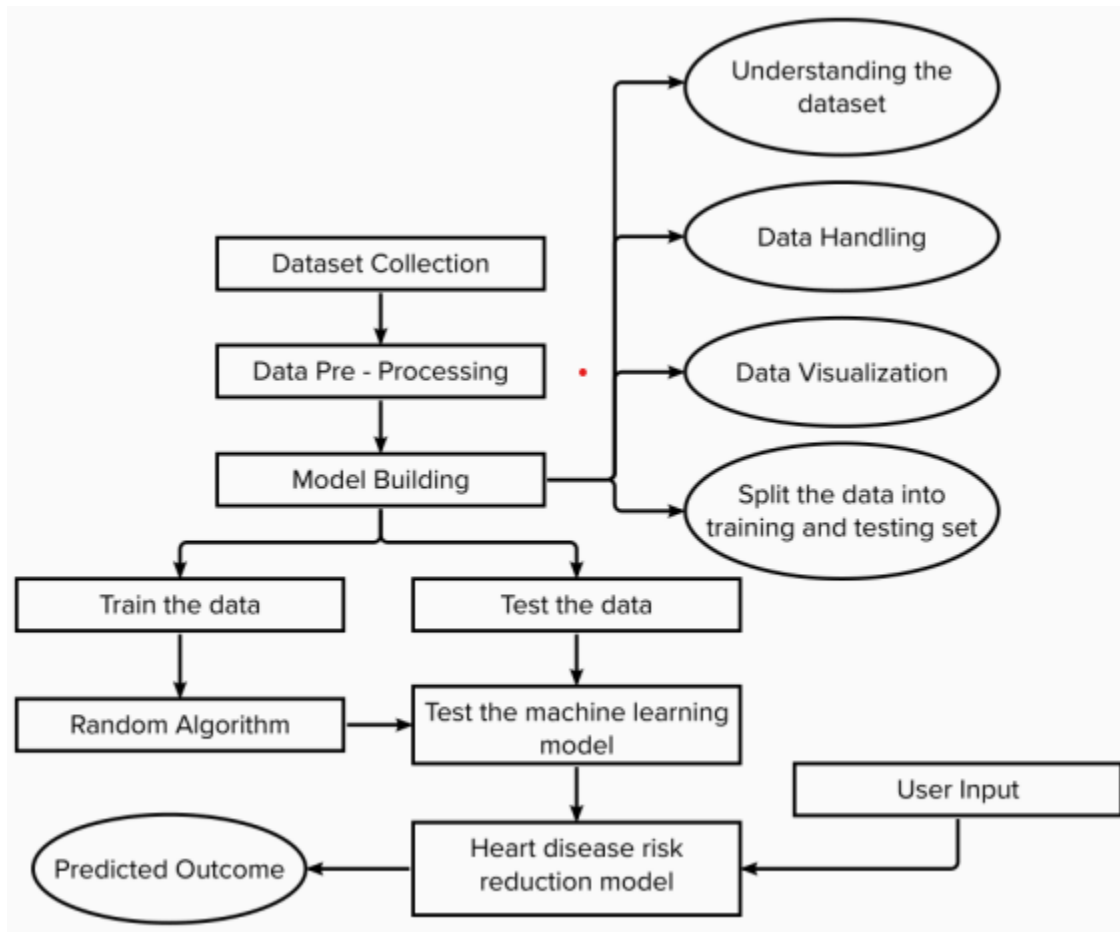 Understanding the
dataset
Data Handling
Dataset Collection
Data Pre - Processing
Data Visualization
Model Building
Split the data into
training and testing set
Train the data
Test the data
Random Algorithm
Test the machine learning
model
User Input
Heart disease risk
reduction model
Predicted Outcome